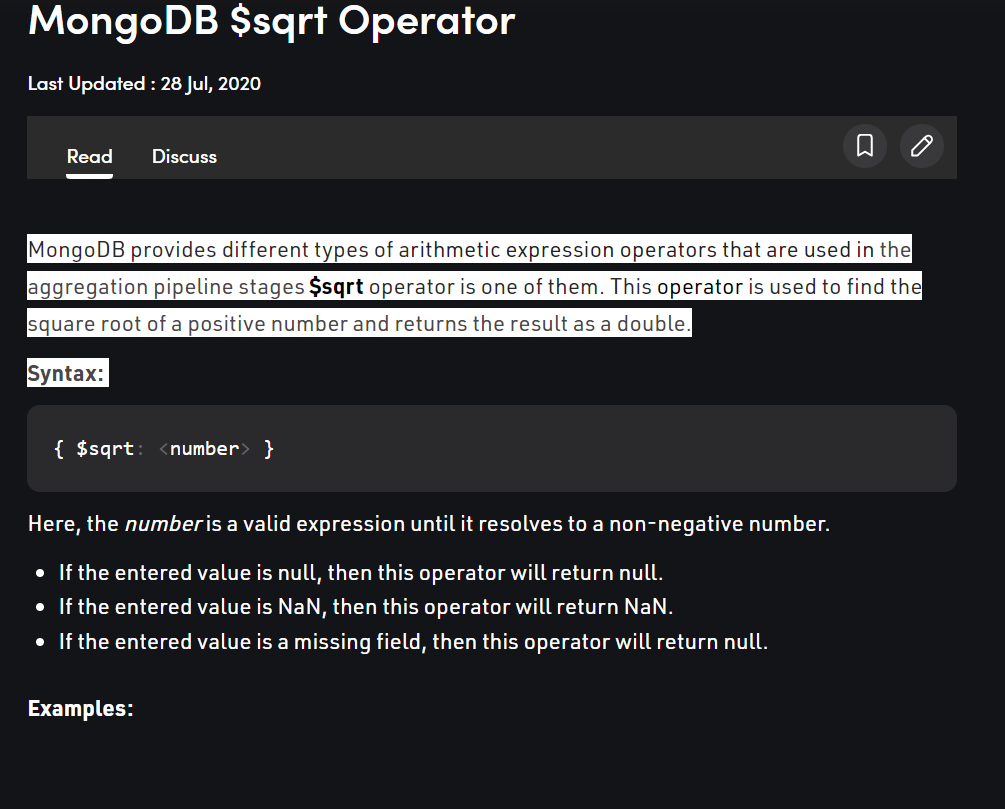 MongoDB $sqrt Operator
Last Updated : 28 Jul, 2020
Read Discuss
MongoDB provides different types of arithmetic expression operators that are used in the
aggregation pipeline stages $sqrt operator is one of them. This operator is used to find the
square root of a positive number and returns the result as a double.
Syntax:
{ $sqrt: <number> }
Here, the number is a valid expression until it resolves to a non-negative number.
• If the entered value is null, then this operator will return null.
• If the entered value is NaN, then this operator will return NaN.
• If the entered value is a missing field, then this operator will return null.
Examples: